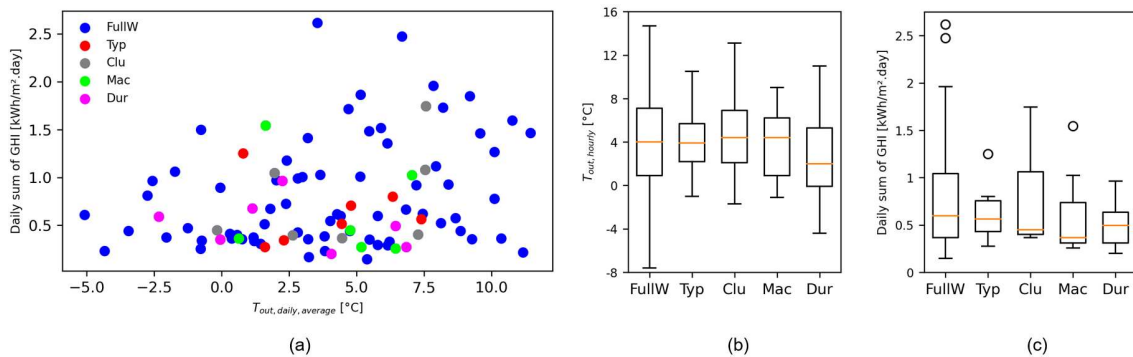 Daily sum of GHI [kWh/m².day]
2.5
2.0
1.5
1.0
0.5
FullW
Typ
Clu
Mac
Dur
−5.0 −2.5 0.0 2.5 5.0 7.5 10.0
T_out,daily,average [°C]
(a)
T_out,hourly [°C]
16
12
8
4
0
-4
-8
FullW Typ Clu Mac Dur
(b)
Daily sum of GHI [kWh/m².day]
2.5
2
1.5
1
0.5
0
FullW Typ Clu Mac Dur
(c)